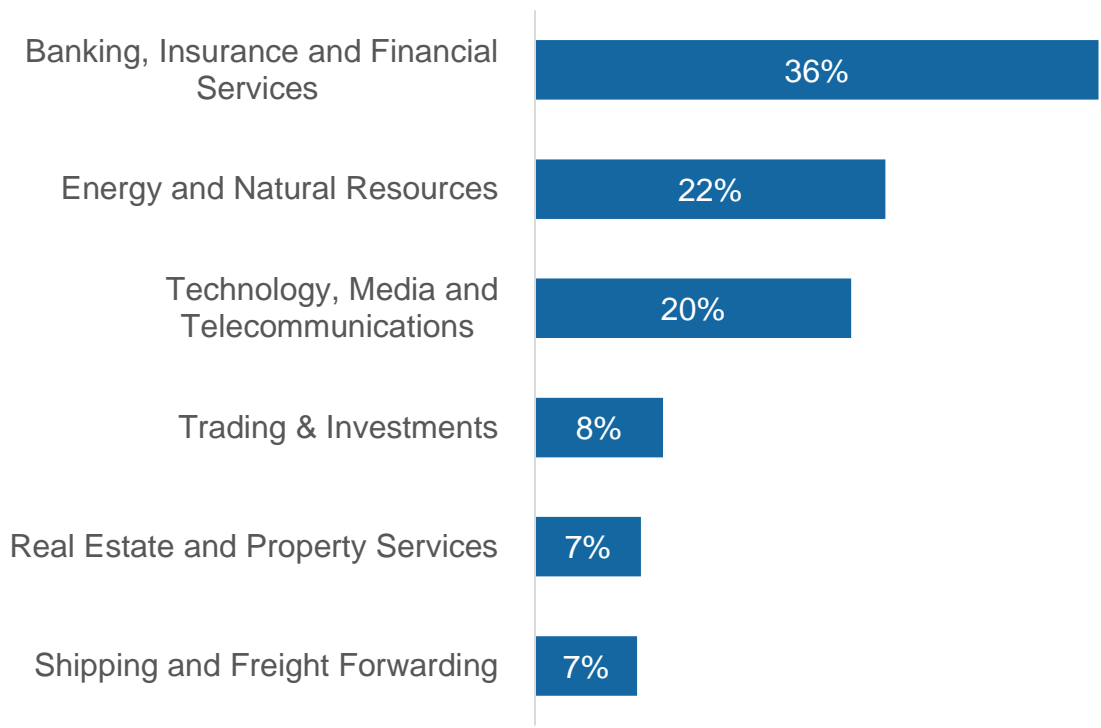 Banking, Insurance and Financial
Services
36%
Energy and Natural Resources
22%
Technology, Media and
Telecommunications
20%
Trading & Investments
8%
Real Estate and Property Services
7%
Shipping and Freight Forwarding
7%